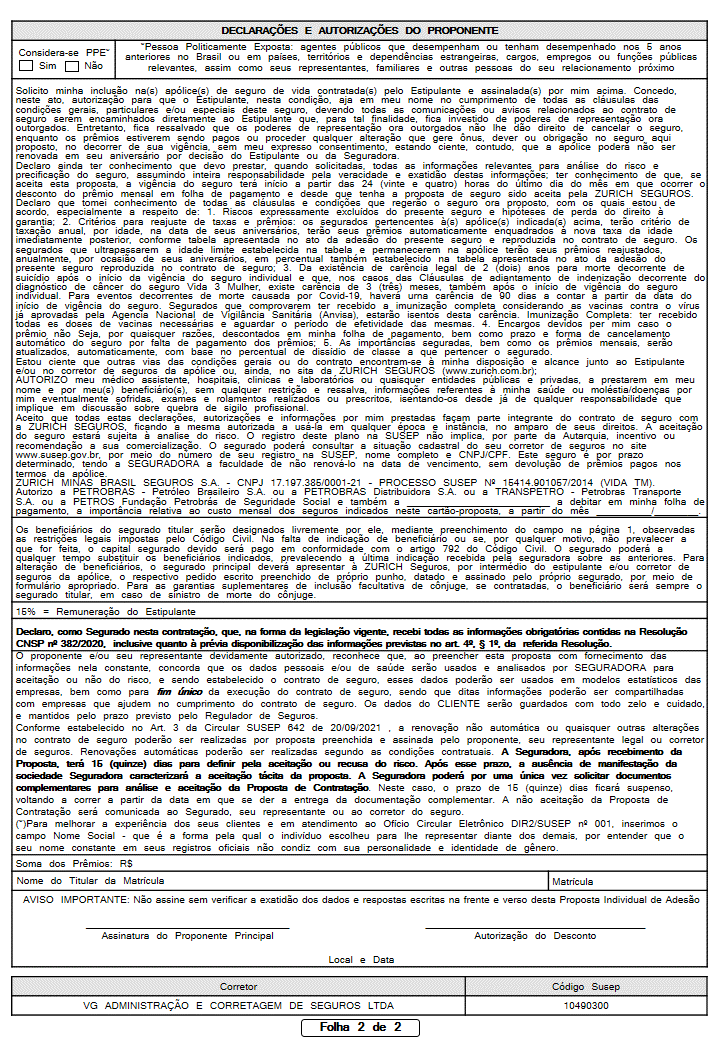 DECLARAÇÕES E AUTORIZAÇÕES DO PROPONENTE
Considera-se PPE*
Sim Não
*Pessoa Politicamente Exposta: agentes públicos que desempenham ou tenham desempenhado nos 5 anos
anteriores no Brasil ou em países, territórios e dependências estrangeiras, cargos, empregos ou funções públicas
relevantes, assim como seus representantes, familiares e outras pessoas do seu relacionamento próximo
Solicito minha inclusão na(s) apólice(s) de seguro de vida contratada(s) pelo Estipulante e assinalada(s) por mim acima. Concedo,
neste ato, autorização para que o Estipulante, nesta condição, aja em meu nome no cumprimento de todas as cláusulas das
condições gerais, particulares e/ou especiais deste seguro, devendo todas as comunicações ou avisos relacionados ao contrato de
seguro serem encaminhados diretamente ao Estipulante que, para tal finalidade, fica investido de poderes de representação ora
outorgados. Entretanto, fica ressalvado que os poderes de representação ora outorgados não lhe dão direito de cancelar o seguro,
enquanto os prêmios estiverem sendo pagos ou proceder qualquer alteração que gere ônus, dever ou obrigação no seguro aqui
proposto, no decorrer de sua vigência, sem meu expresso consentimento, estando ciente, contudo, que a apólice poderá não ser
renovada em seu aniversário por decisão do Estipulante ou da Seguradora.
Declaro ainda ter conhecimento que devo prestar, quando solicitadas, todas as informações relevantes para análise do risco e
precificação do seguro, assumindo inteira responsabilidade pela veracidade e exatidão destas informações; ter conhecimento de que, se
aceita esta proposta, a vigência do seguro terá início a partir das 24 (vinte e quatro) horas do último dia do mês em que ocorrer o
desconto do prêmio mensal em folha de pagamento e desde que tenha a proposta de seguro sido aceita pela ZURICH SEGUROS.
Declaro que tomei conhecimento de todas as cláusulas e condições que regerão o seguro ora proposto, com os quais estou de
acordo, especialmente a respeito de: 1. Riscos expressamente excluídos do presente seguro e hipóteses de perda do direito à
garantia; 2. Critérios para reajuste de taxas e prêmios: os segurados pertencentes à(s) apólice(s) indicada(s) acima, terão critério de
taxação anual, por idade, na data de seus aniversários, terão seus prêmios automaticamente enquadrados à nova taxa da idade
imediatamente posterior, conforme tabela apresentada no ato da adesão do presente seguro e reproduzida no contrato de seguro. Os
segurados que ultrapassarem a idade limite estabelecida na tabela e permanecerem na apólice terão seus prêmios reajustados,
anualmente, por ocasião de seus aniversários, em percentual também estabelecido na tabela apresentada no ato da adesão do
presente seguro reproduzida no contrato de seguro; 3. Da existência de carência legal de 2 (dois) anos para morte decorrente de
suicídio após o início da vigência do seguro individual e que, nos casos das Cláusulas de adiantamento de indenização decorrente do
diagnóstico de câncer do seguro Vida 3 Mulher, existe carência de 3 (três) meses, também após o início de vigência do seguro
individual. Para eventos decorrentes de morte causada por Covid-19, haverá uma carência de 90 dias a contar a partir da data do
início de vigência do seguro. Segurados que comprovarem ter recebido a imunização completa considerando as vacinas contra o vírus
já aprovadas pela Agencia Nacional de Vigilância Sanitária (Anvisa), estarão isentos desta carência. Imunização Completa: ter recebido
todas es doses de vacinas necessárias e aguardar o período de efetividade das mesmas. 4. Encargos devidos per mim caso o
prêmio não Seja, por quaisquer razões, descontados em minha folha de pagamento, bem como prazo e forma de cancelamento
automático do seguro por falta de pagamento dos prêmios; 5. As importâncias seguradas, bem como os prêmios mensais, serão
atualizados, automaticamente, com base no percentual de dissídio de classe a que pertencer o segurado.
Estou ciente que outras vias das condições gerais ou do contrato encontram-se à minha disposição e alcance junto ao Estipulante
e/ou no corretor de seguros da apólice ou, ainda, no sita da ZURICH SEGUROS (www.zurich.com.br);
AUTORIZO meu médico assistente, hospitais, clínicas e laboratórios ou quaisquer entidades públicas e privadas, a prestarem em meu
nome e por meu(s) beneficiário(s), sem qualquer restrição e ressalva, informações referentes à minha saúde ou moléstia/doenças por
mim eventualmente sofridas, exames e rolamentos realizados ou prescritos, isentando-os desde já de qualquer responsabilidade que
implique em discussão sobre quebra de sigilo profissional.
Aceito que todas estas declarações, autorizações e informações por mim prestadas façam parte integrante do contrato de seguro com
a ZURICH SEGUROS, ficando a mesma autorizada a usá-la em qualquer época e instância, no amparo de seus direitos. A aceitação
do seguro estará sujeita à analise do risco. O registro deste plano na SUSEP não implica, por parte da Autarquia, incentivo ou
recomendação a sua comercialização. O segurado poderá consultar a situação cadastral do seu corretor de seguros no site
www.susep.gov.br, por meio do número de seu registro na SUSEP, nome completo e CNPJ/CPF. Este seguro e por prazo
determinado, tendo a SEGURADORA a faculdade de não renová-lo na data de vencimento, sem devolução de prêmios pagos nos
termos da apólice.
ZURICH MINAS BRASIL SEGUROS S.A. - CNPJ 17.197.385/0001-21 - PROCESSO SUSEP Nº 15414.901067/2014 (VIDA TM).
Autorizo a PETROBRAS - Petróleo Brasileiro S.A. ou a PETROBRAS Distribuidora S.A. ou a TRANSPETRO - Petrobras Transporte
S.A. ou a PETROS Fundação Petrobrás de Seguridade Social e também a ______________________ a debitar em minha folha de
pagamento, a importância relativa ao custo mensal dos seguros indicados neste cartão-proposta, a partir do mês __________/________.
Os beneficiários do segurado titular serão designados livremente por ele, mediante preenchimento do campo na página 1, observadas
as restrições legais impostas pelo Código Civil. Na falta de indicação de beneficiário ou se, por qualquer motivo, não prevalecer a
que for feita, o capital segurado devido será pago em conformidade com o artigo 792 do Código Civil. O segurado poderá a
qualquer tempo substituir os beneficiários indicados, prevalecendo a última indicação recebida pela seguradora sobre as anteriores. Para
alteração de beneficiários, o segurado principal deverá apresentar à ZURICH Seguros, por intermédio do estipulante e/ou corretor de
seguros da apólice, o respectivo pedido escrito preenchido de próprio punho, datado e assinado pelo próprio segurado, por meio de
formulário apropriado. Para as garantias suplementares de inclusão facultativa de cônjuge, se contratadas, o beneficiário será sempre o
segurado titular, em caso de sinistro de morte do cônjuge.
15% = Remuneração do Estipulante
Declaro, como Segurado nesta contratação, que, na forma da legislação vigente, recebi todas as informações obrigatórias contidas na Resolução
CNSP nº 382/2020, inclusive quanto à prévia disponibilização das informações previstas no art. 4º, § 1º, da referida Resolução.
O proponente e/ou seu representante devidamente autorizado, reconhece que, ao preencher esta proposta com fornecimento das
informações nela constante, concorda que os dados pessoais e/ou de saúde serão usados e analisados por SEGURADORA para
aceitação ou não do risco, e sendo estabelecido o contrato de seguro, esses dados poderão ser usados em modelos estatísticos das
empresas, bem como para fim único da execução do contrato de seguro, sendo que ditas informações poderão ser compartilhadas
com empresas que ajudem no cumprimento do contrato de seguro. Os dados do CLIENTE serão guardados com todo zelo e cuidado,
e mantidos pelo prazo previsto pelo Regulador de Seguros.
Conforme estabelecido no Art. 3 da Circular SUSEP 642 de 20/09/2021 , a renovação não automática ou quaisquer outras alterações
no contrato de seguro poderão ser realizadas por proposta preenchida e assinada pelo proponente, seu representante legal ou corretor
de seguros. Renovações automáticas poderão ser realizadas segundo as condições contratuais. A Seguradora, após recebimento da
Proposta, terá 15 (quinze) dias para definir pela aceitação ou recusa do risco. Após esse prazo, a ausência de manifestação da
sociedade Seguradora caracterizará a aceitação tácita da proposta. A Seguradora poderá por uma única vez solicitar documentos
complementares para análise e aceitação da Proposta de Contratação. Neste caso, o prazo de 15 (quinze) dias ficará suspenso,
voltando a correr a partir da data em que se der a entrega da documentação complementar. A não aceitação da Proposta de
Contratação será comunicada ao Segurado, seu representante ou ao corretor do seguro.
(*)Para melhorar a experiência dos seus clientes e em atendimento ao Ofício Circular Eletrônico DIR2/SUSEP nº 001, inserimos o
campo Nome Social - que é a forma pela qual o indivíduo escolheu para lhe representar diante dos demais, por entender que o
seu nome constante em seus registros oficiais não condiz com sua personalidade e identidade de gênero.
Soma dos Prêmios: R$
Nome do Titular da Matrícula
Matrícula
AVISO IMPORTANTE: Não assine sem verificar a exatidão dos dados e respostas escritas na frente e verso desta Proposta Individual de Adesão
Assinatura do Proponente Principal
Autorização do Desconto
Local e Data
Corretor
Código Susep
VG ADMINISTRAÇÃO E CORRETAGEM DE SEGUROS LTDA
10490300
Folha 2 de 2